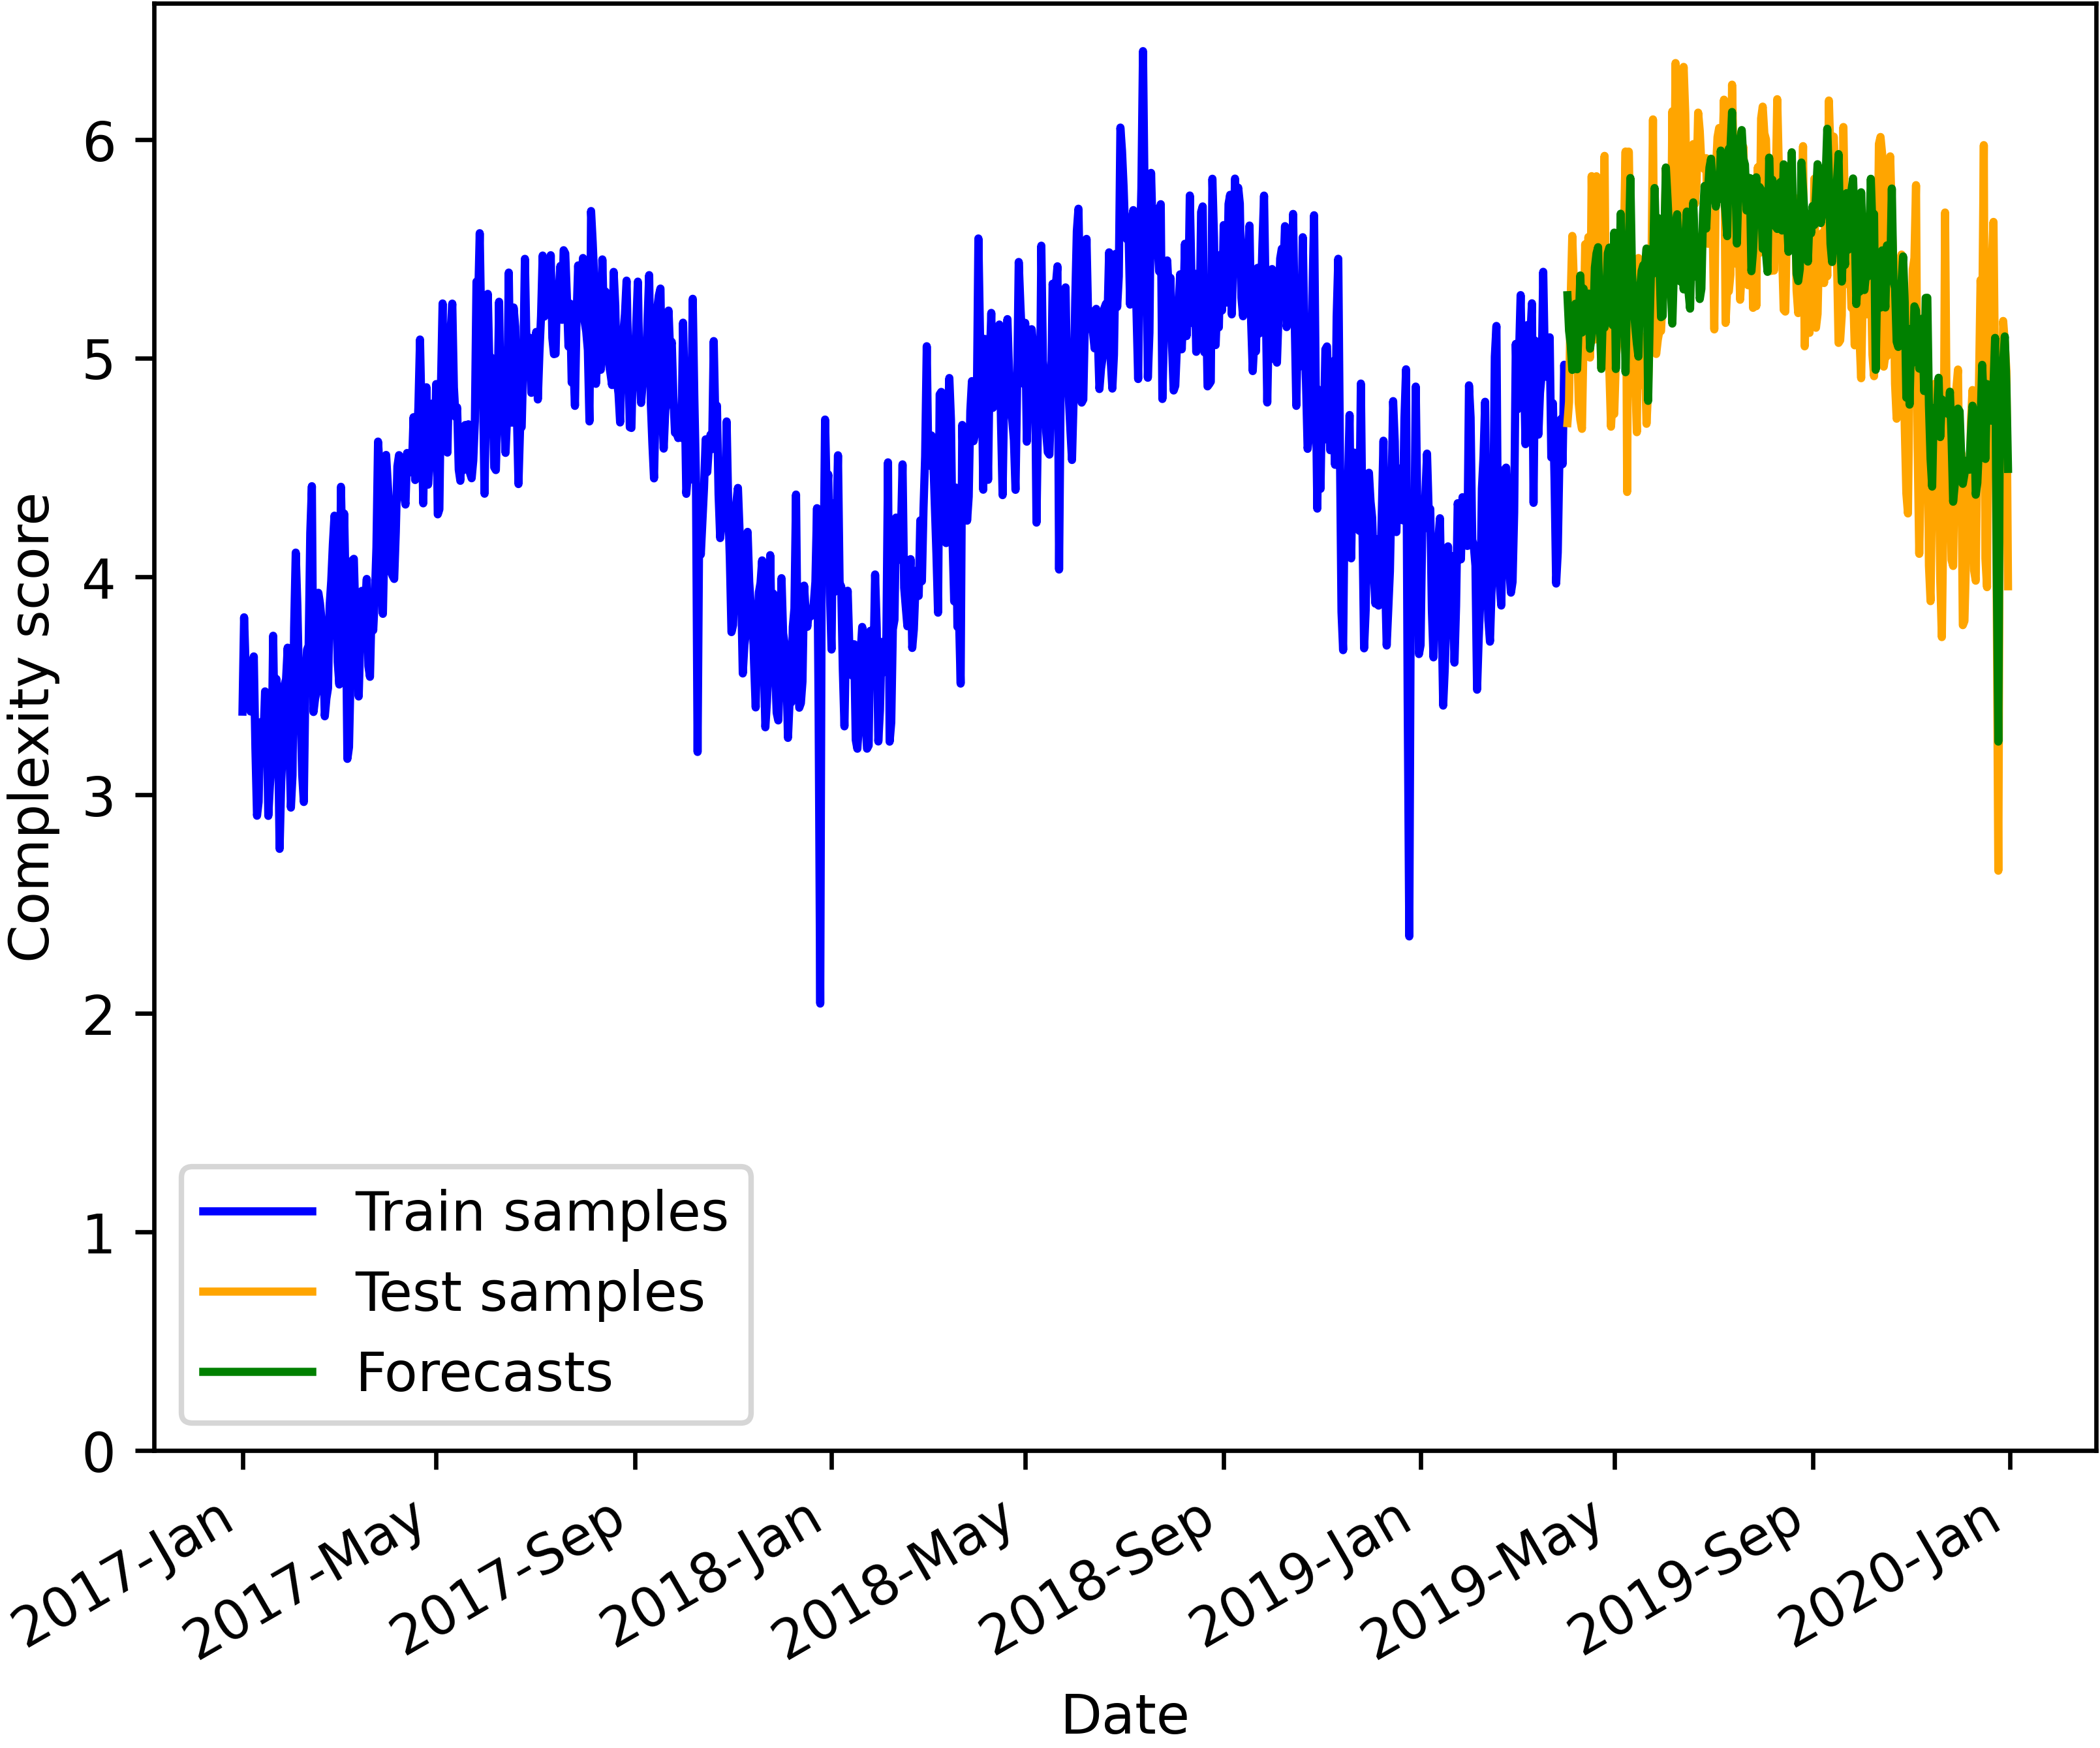 Complexity score
6
5
4
3
2
1
0
Train samples
Test samples
Forecasts
2017-Jan
2017-May
2017-Sep
2018-Jan
2018-May
2018-Sep
2019-Jan
2019-May
2019-Sep
2020-Jan
Date